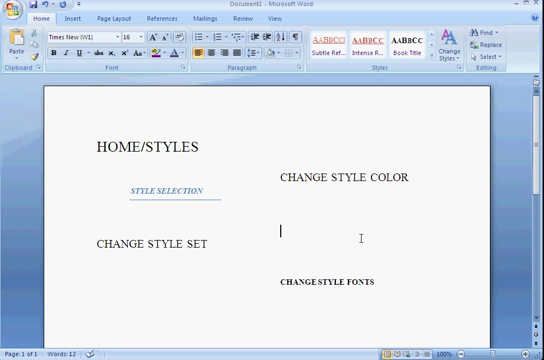 Document1 - Microsoft Word
Home Insert Page Layout References Mailings Review View
Times New (W1) 16
Paste
AaBbCcI AaBbCcI AaBbCcI
Subtle Ref... Intense R... Book Title
Change Styles
Find
Replace
Select
Clipboard Font Paragraph Styles Editing
HOME/STYLES
CHANGE STYLE COLOR
STYLE SELECTION
CHANGE STYLE SET
CHANGE STYLE FONTS
Page: 1 of 1 Words: 12 100%